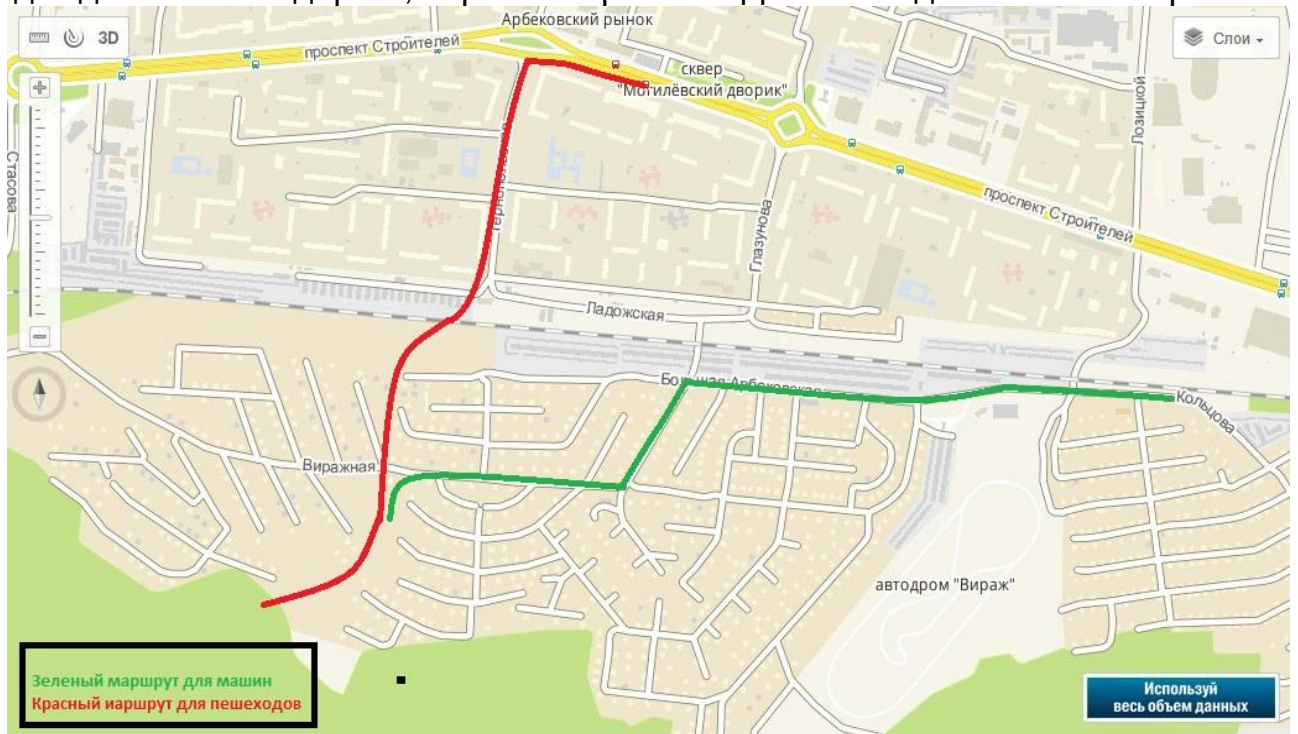 Арбековский рынок
3D
Слои
проспект Строителей
сквер
"Могилёвский дворик"
Лозицкой
Стасова
проспект Строителей
Глазунова
Ладожская
Большая Арбековская
Кольцова
Виражная
автодром "Вираж"
Зеленый маршрут для машин
Красный иаршрут для пешеходов
Используй
весь объем данных